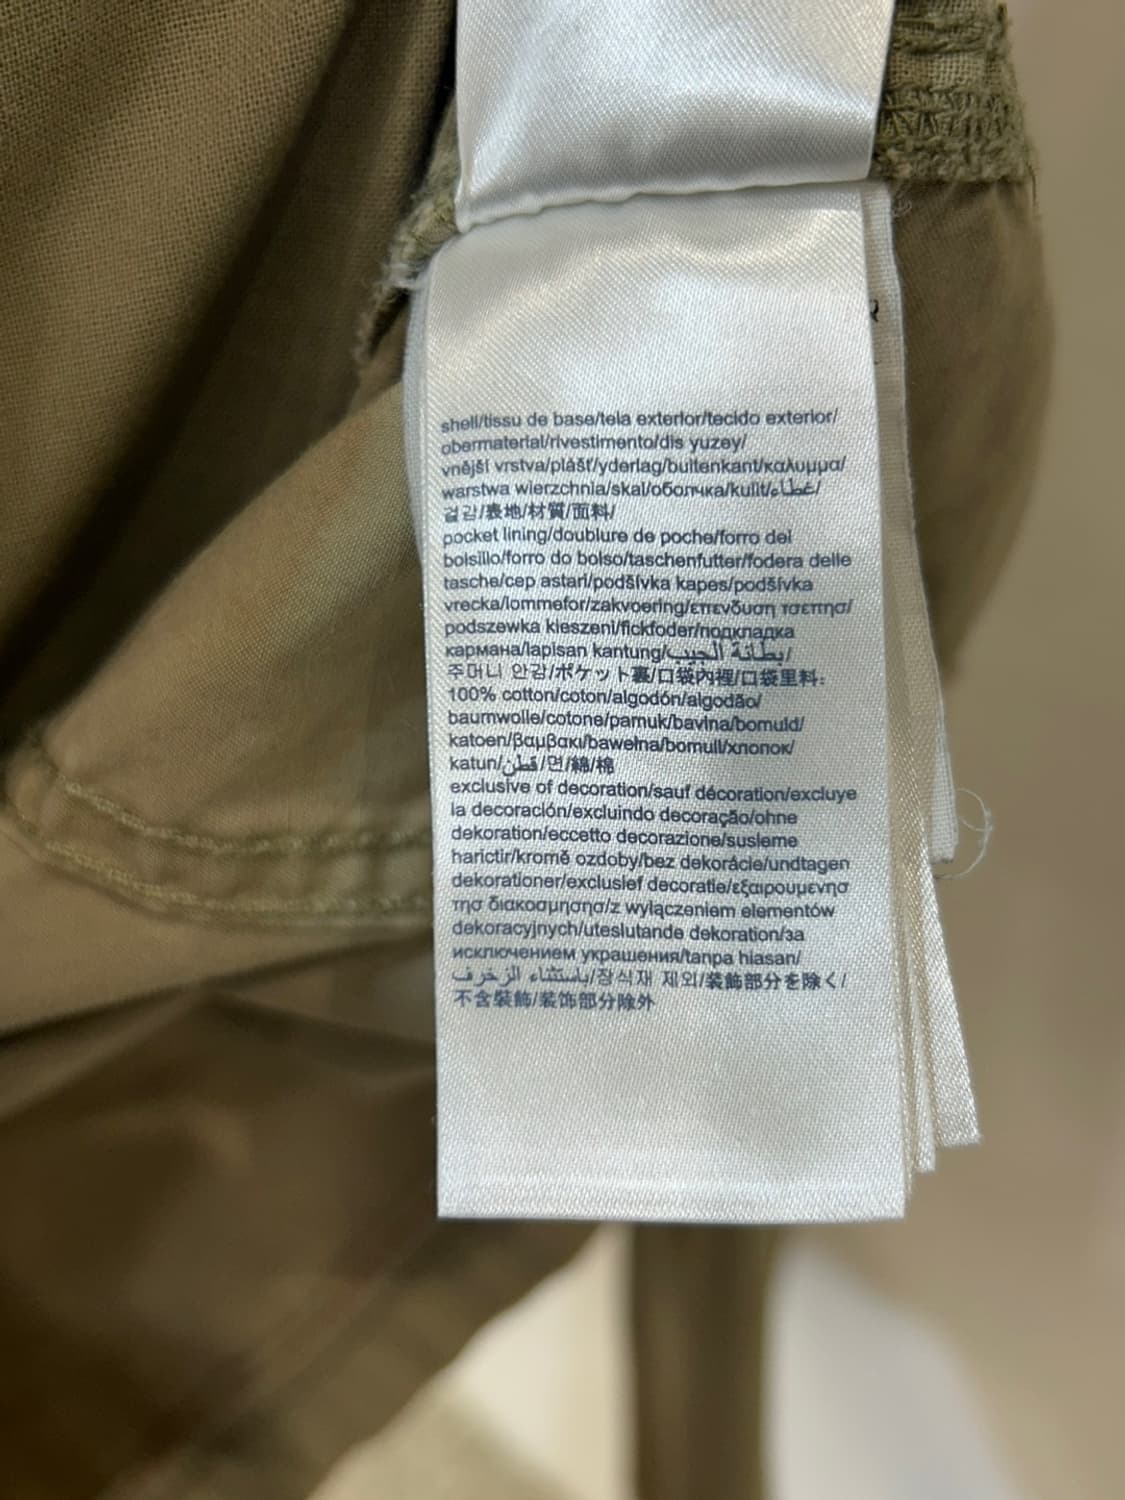 shell/tissu de base/tela exterior/tecido exterior/
obermaterial/rivestimento/dis yuzey/
vnější vrstva/plášť/yderlag/buitenkant/καλυμμα/
warstwa wierzchnia/skal/оболчка/kulit/غطاء/
겉감/表地/材質/面料/
pocket lining/doublure de poche/forro del
bolsillo/forro do bolso/taschenfutter/fodera delle
tasche/cep astari/podšívka kapes/podšívka
vrecka/lommefor/zakvoering/επενδυση τσεπησ/
podszewka kieszeni/fickfoder/подкладка
кармана/lapisan kantung/بطانة الجيب/
주머니 안감/ポケット裏/口袋內裡/口袋里料:
100% cotton/coton/algodón/algodão/
baumwolle/cotone/pamuk/bavlna/bomuld/
katoen/βαμβακι/bawełna/bomull/хлопок/
katun/قطن/면/綿/棉
exclusive of decoration/sauf décoration/excluye
la decoración/excluindo decoração/ohne
dekoration/eccetto decorazione/susleme
harictir/kromě ozdoby/bez dekorácie/undtagen
dekorationer/exclusief decoratie/εξαιρουμενησ
τησ διακοσμησησ/z wyłączeniem elementów
dekoracyjnych/uteslutande dekoration/за
исключением украшения/tanpa hiasan/
باستثناء الزخرف/장식재 제외/装飾部分を除く/
不含裝飾/装饰部分除外